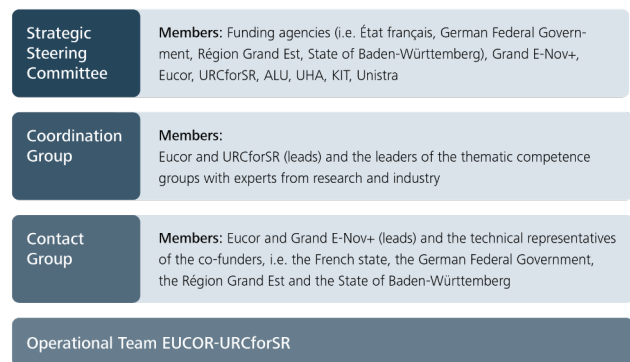 Strategic
Steering
Committee
Members: Funding agencies (i.e. État français, German Federal Govern-
ment, Région Grand Est, State of Baden-Württemberg), Grand E-Nov+,
Eucor, URCforSR, ALU, UHA, KIT, Unistra
Coordination
Group
Members:
Eucor and URCforSR (leads) and the leaders of the thematic competence
groups with experts from research and industry
Contact
Group
Members: Eucor and Grand E-Nov+ (leads) and the technical representatives
of the co-funders, i.e. the French state, the German Federal Government,
the Région Grand Est and the State of Baden-Württemberg
Operational Team EUCOR-URCforSR